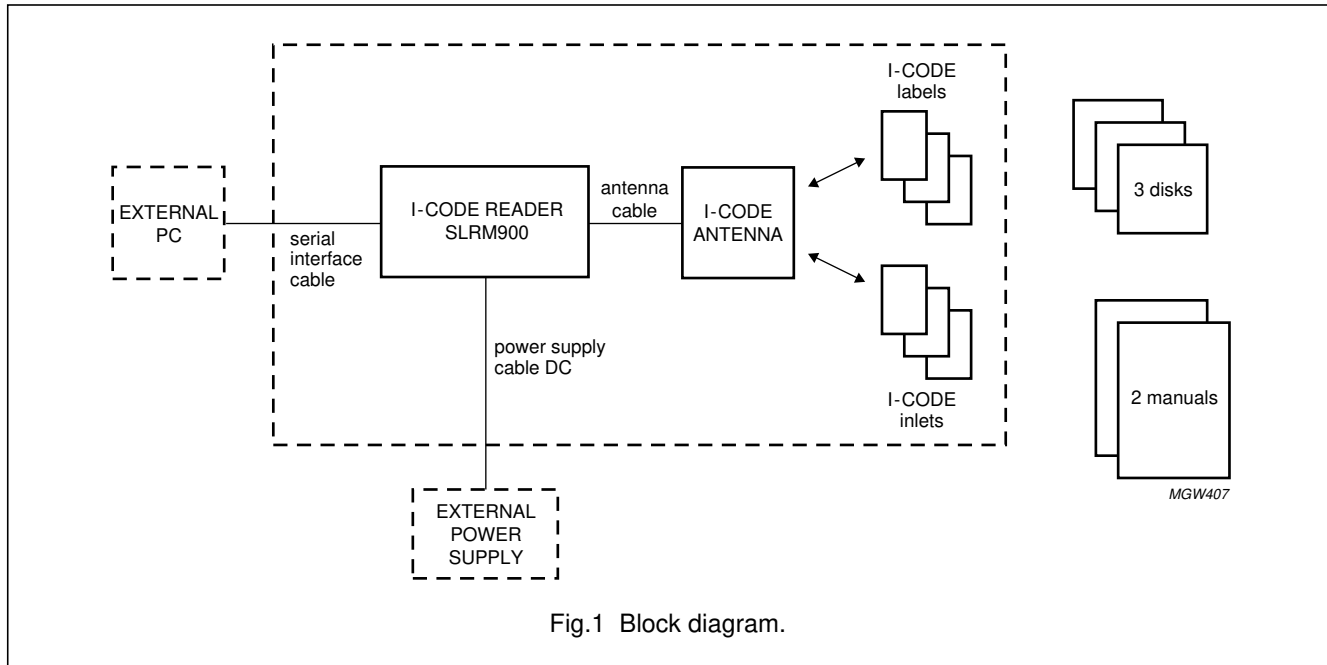 EXTERNAL
PC
serial
interface
cable
I-CODE READER
SLRM900
power supply
cable DC
EXTERNAL
POWER
SUPPLY
antenna
cable
I-CODE
ANTENNA
I-CODE
labels
I-CODE
inlets
3 disks
2 manuals
MGW407
Fig.1 Block diagram.